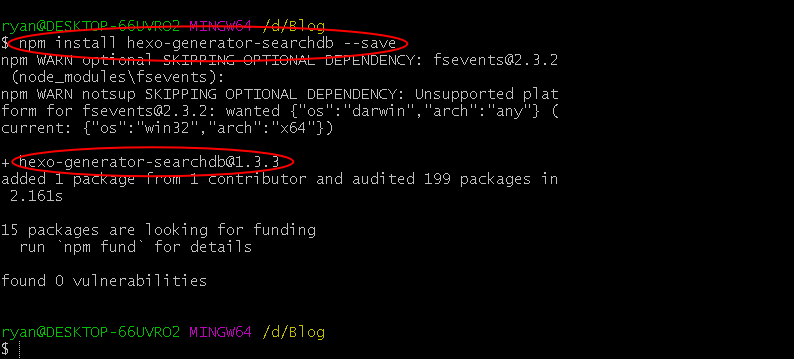 ryan@DESKTOP-66UVRO2 MINGW64 /d/Blog
$ npm install hexo-generator-searchdb --save
npm WARN optional SKIPPING OPTIONAL DEPENDENCY: fsevents@2.3.2
 (node_modules\fsevents):
npm WARN notsup SKIPPING OPTIONAL DEPENDENCY: Unsupported plat
form for fsevents@2.3.2: wanted {"os":"darwin","arch":"any"} (
current: {"os":"win32","arch":"x64"})
+ hexo-generator-searchdb@1.3.3
added 1 package from 1 contributor and audited 199 packages in
 2.161s
15 packages are looking for funding
  run `npm fund` for details
found 0 vulnerabilities
ryan@DESKTOP-66UVRO2 MINGW64 /d/Blog
$